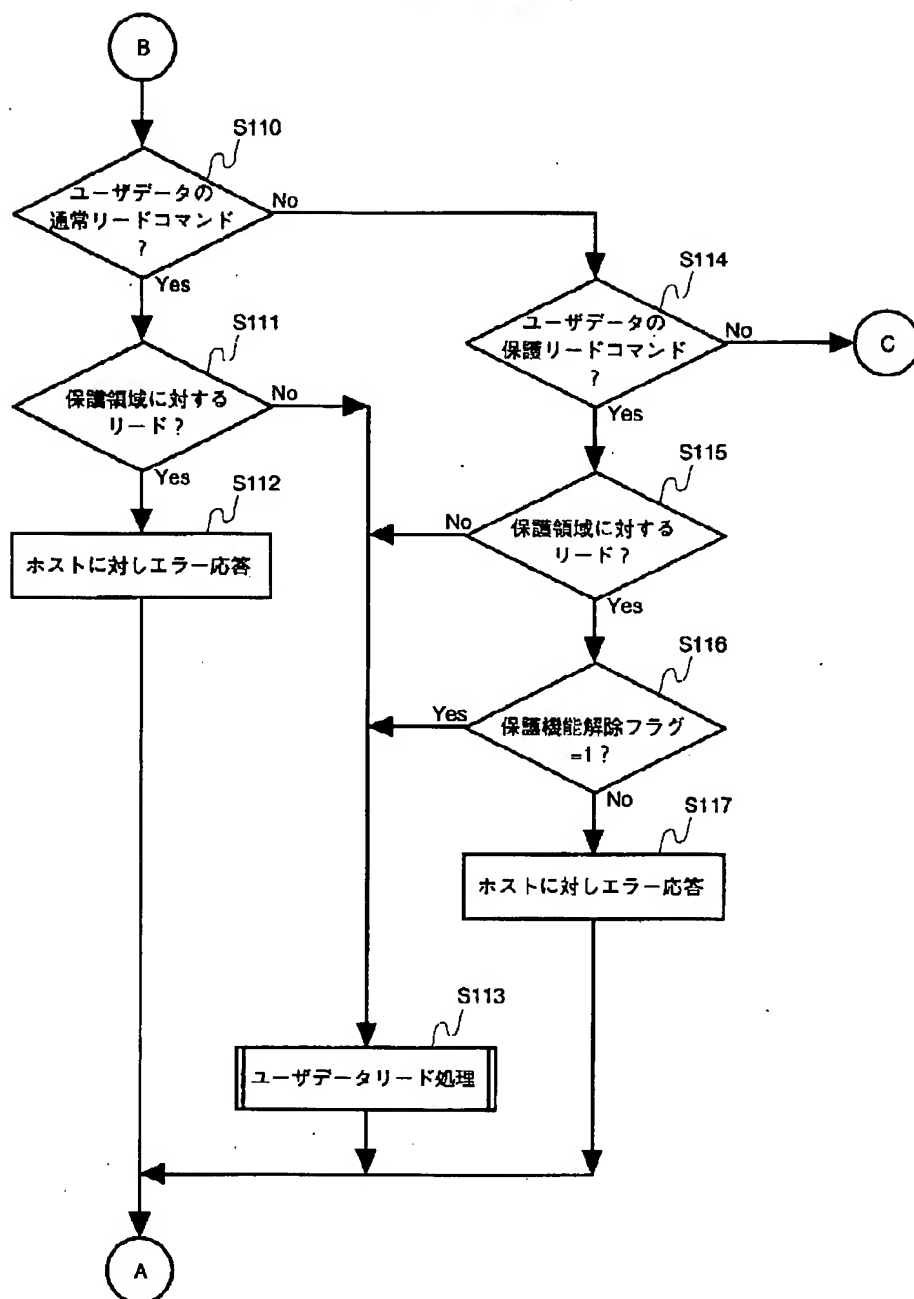 B
S110
ユーザデータの
通常リードコマンド
?
No
Yes
S114
ユーザデータの
保護リードコマンド
?
No
C
Yes
S111
保護領域に対する
リード?
No
Yes
S112
ホストに対しエラー応答
S115
保護領域に対する
リード?
No
Yes
S116
保護機能解除フラグ
=1?
Yes
No
S117
ホストに対しエラー応答
S113
ユーザデータリード処理
A